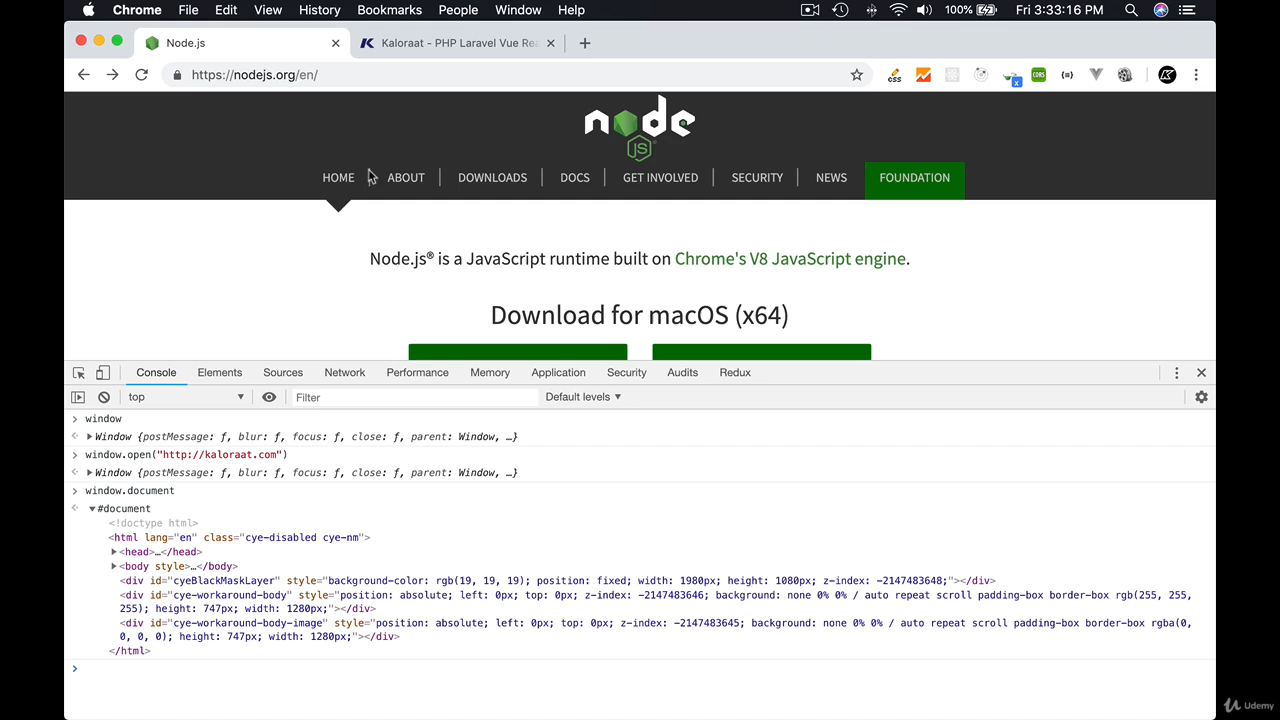 Chrome File Edit View History Bookmarks People Window Help 100% Fri 3:33:16 PM
Node.js Kaloraat - PHP Laravel Vue Rea
https://nodejs.org/en/ css CORS {=} x
node
JS
HOME ABOUT DOWNLOADS DOCS GET INVOLVED SECURITY NEWS FOUNDATION
Node.js® is a JavaScript runtime built on Chrome's V8 JavaScript engine.
Download for macOS (x64)
Console Elements Sources Network Performance Memory Application Security Audits Redux
top Filter Default levels
window
Window {postMessage: ƒ, blur: ƒ, focus: ƒ, close: ƒ, parent: Window, …}
window.open("http://kaloraat.com")
Window {postMessage: ƒ, blur: ƒ, focus: ƒ, close: ƒ, parent: Window, …}
window.document
#document
<!doctype html>
<html lang="en" class="cye-disabled cye-nm">
<head>…</head>
<body style>…</body>
<div id="cyeBlackMaskLayer" style="background-color: rgb(19, 19, 19); position: fixed; width: 1980px; height: 1080px; z-index: -2147483648;"></div>
<div id="cye-workaround-body" style="position: absolute; left: 0px; top: 0px; z-index: -2147483646; background: none 0% 0% / auto repeat scroll padding-box border-box rgb(255, 255,
255); height: 747px; width: 1280px;"></div>
<div id="cye-workaround-body-image" style="position: absolute; left: 0px; top: 0px; z-index: -2147483645; background: none 0% 0% / auto repeat scroll padding-box border-box rgba(0,
0, 0, 0); height: 747px; width: 1280px;"></div>
</html>
Udemy